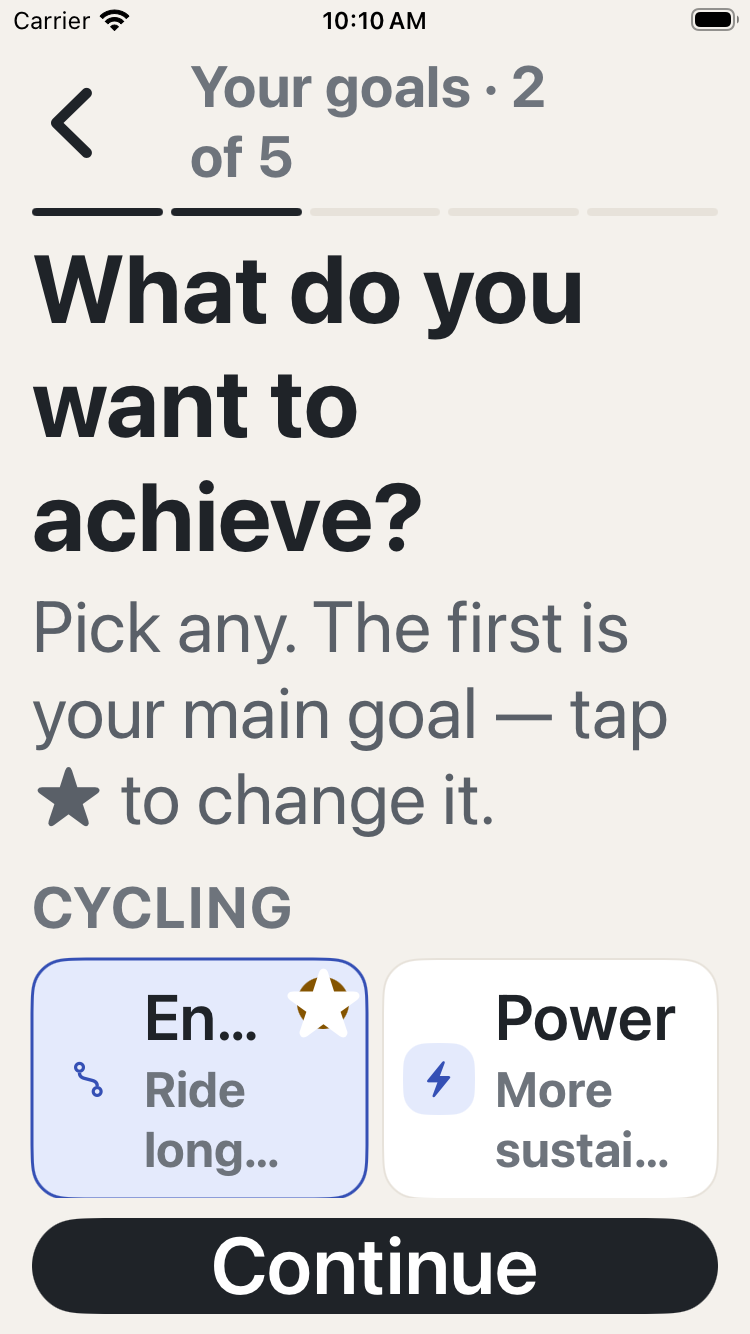 Carrier
10:10 AM
Your goals · 2
of 5
What do you
want to
achieve?
Pick any. The first is
your main goal — tap
★ to change it.
CYCLING
En…
Ride
long…
Power
More
sustai…
Continue